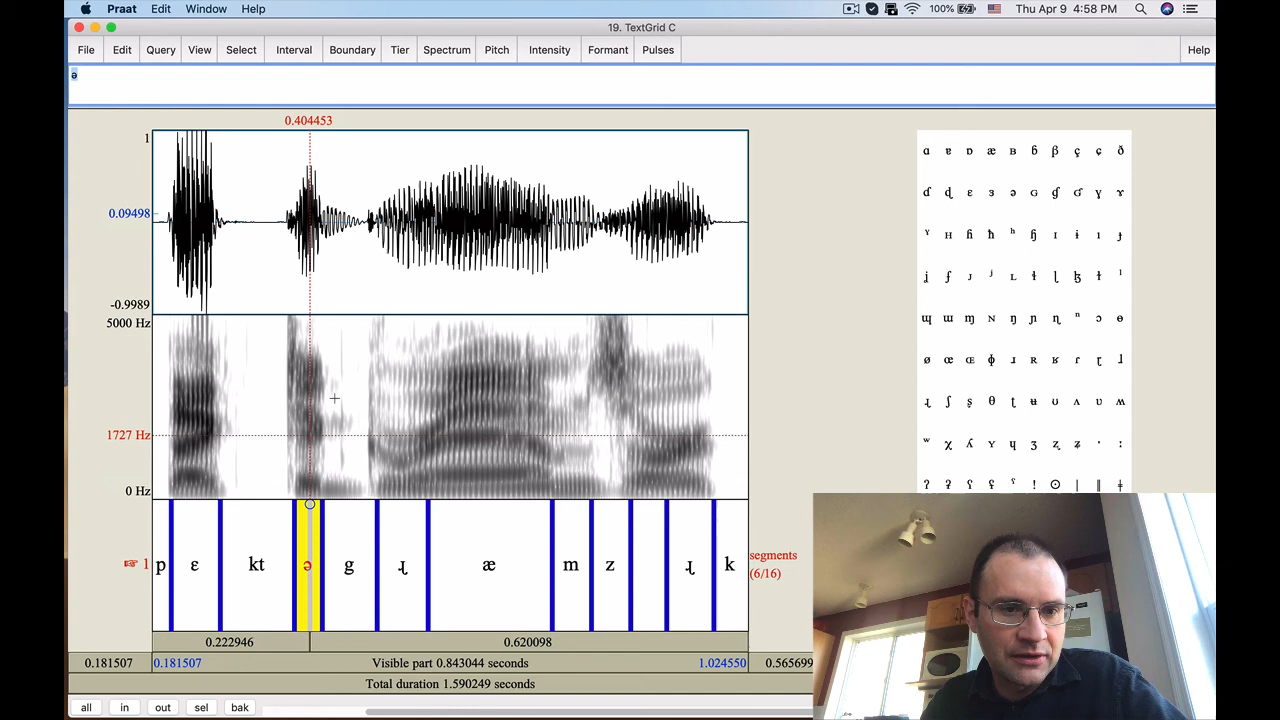 Praat Edit Window Help 100% Thu Apr 9 4:58 PM
19. TextGrid C
File Edit Query View Select Interval Boundary Tier Spectrum Pitch Intensity Formant Pulses Help
ə
0.404453
1
0.09498
-0.9989
5000 Hz
1727 Hz
0 Hz
1 p ɛ kt ə g ɻ æ m z ɻ k
segments
(6/16)
0.222946 0.620098
0.181507 0.181507 Visible part 0.843044 seconds 1.024550 0.565699
Total duration 1.590249 seconds
all in out sel bak
ɑ ɐ ɒ æ ʙ ɓ β ç ɕ ð
ɗ ɖ ɛ ɜ ə ɢ ɠ ʛ ɣ ɤ
ˠ ʜ ɦ ħ ʰ ɧ ɪ ɨ ı ɟ
ʝ ʄ ᴊ ʲ ʟ ɫ ɭ ɮ ɬ ˡ
ɰ ɯ ɱ ɴ ŋ ɲ ɳ ⁿ ɔ ɵ
ø œ ɶ ɸ ɹ ʀ ʁ ɾ ɽ ɺ
ɻ ʃ ʂ θ ʈ ʉ ʊ ʌ ʋ ʍ
ʷ χ ʎ ʏ ɥ ʒ ʐ ʑ ˑ ː
ʔ ʡ ʕ ˤ ǃ ʘ ǀ ǁ ǂ